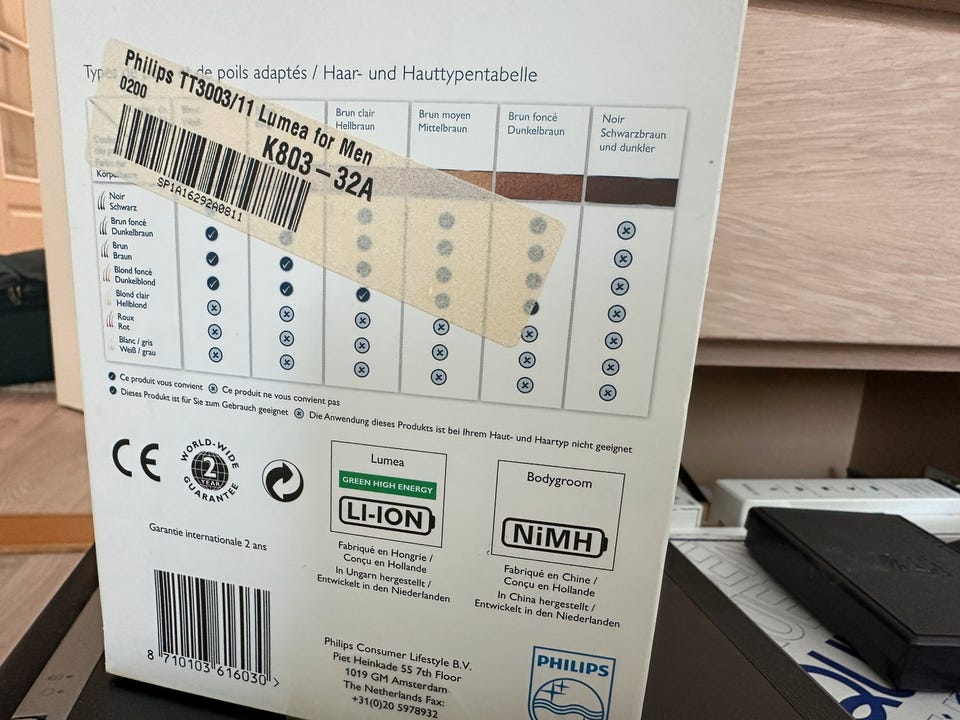 de poils adaptés / Haar- und Hauttypentabelle
Philips TT3003/11 Lumea for Men
0200
K803-32A
SP1A16292A0811
Brun clair
Hellbraun
Brun moyen
Mittelbraun
Brun foncé
Dunkelbraun
Noir
Schwarzbraun
und dunkler
Noir
Schwarz
Brun foncé
Dunkelbraun
Brun
Braun
Blond foncé
Dunkelblond
Blond clair
Hellblond
Roux
Rot
Blanc / gris
Weiß / grau
Ce produit vous convient Ce produit ne vous convient pas
Dieses Produkt ist für Sie zum Gebrauch geeignet Die Anwendung dieses Produkts ist bei Ihrem Haut- und Haartyp nicht geeignet
CE
WORLD-WIDE
2
YEAR
GUARANTEE
Garantie internationale 2 ans
Lumea
GREEN HIGH ENERGY
LI-ION
Fabriqué en Hongrie /
Conçu en Hollande
In Ungarn hergestellt /
Entwickelt in den Niederlanden
Bodygroom
NiMH
Fabriqué en Chine /
Conçu en Hollande
In China hergestellt /
Entwickelt in den Niederlanden
8 710103 616030 >
Philips Consumer Lifestyle B.V.
Piet Heinkade 55 7th Floor
1019 GM Amsterdam
The Netherlands Fax:
+31(0)20 5978932
PHILIPS